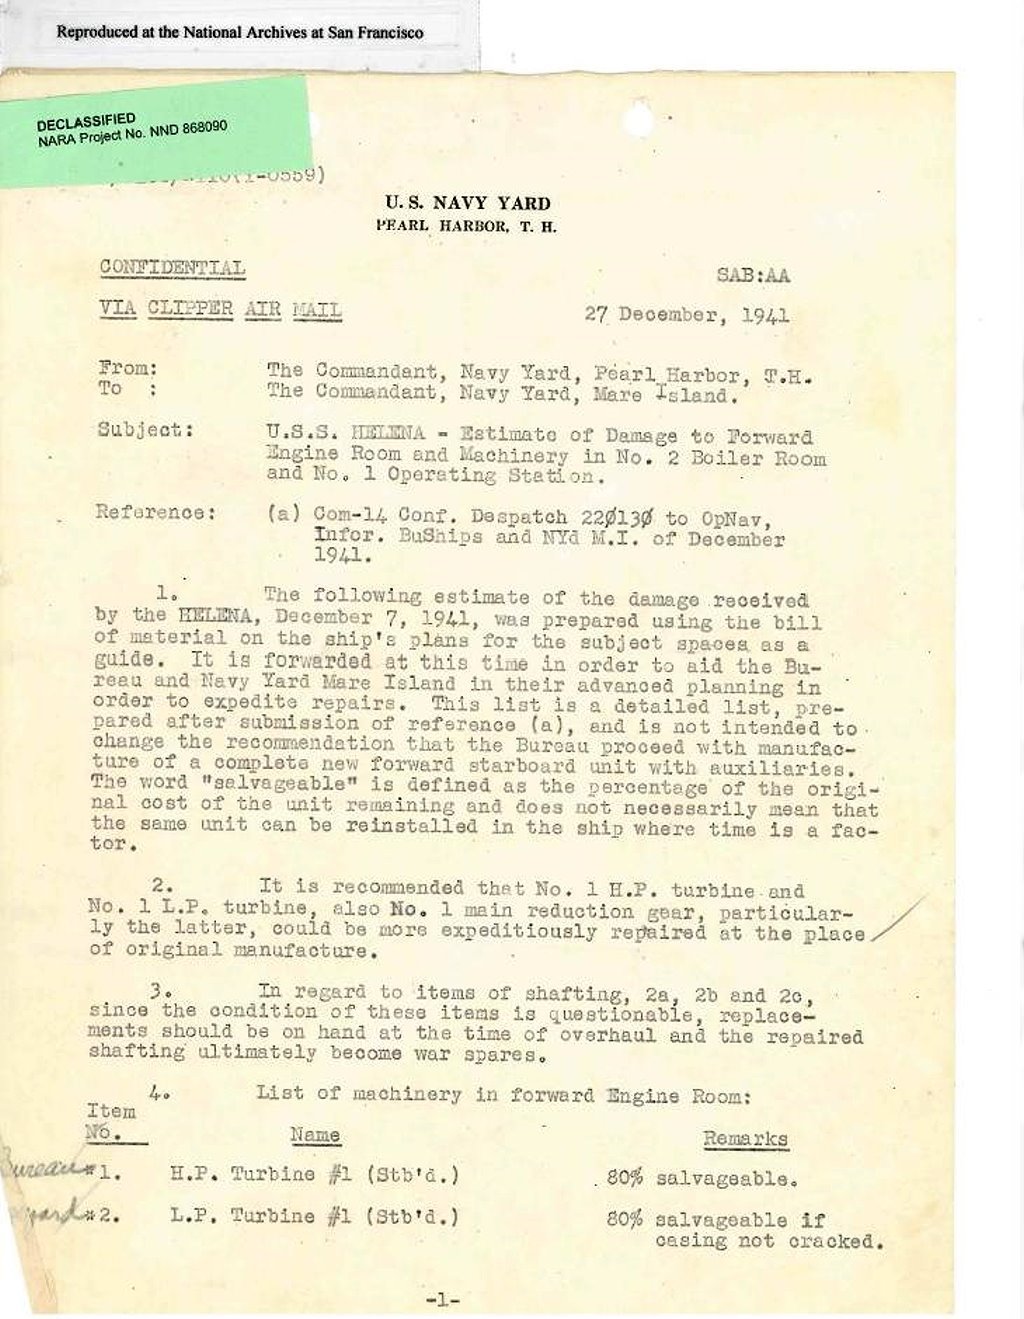 Reproduced at the National Archives at San Francisco
DECLASSIFIED
NARA Project No. NND 868090
0559)
U. S. NAVY YARD
PEARL HARBOR, T. H.
CONFIDENTIAL
SAB:AA
VIA CLIPPER AIR MAIL
27 December, 1941
From: The Commandant, Navy Yard, Pearl Harbor, T.H.
To : The Commandant, Navy Yard, Mare Island.
Subject: U.S.S. HELENA - Estimate of Damage to Forward
Engine Room and Machinery in No. 2 Boiler Room
and No. 1 Operating Station.
Reference: (a) Com-14 Conf. Despatch 22Ø13Ø to OpNav,
Infor. BuShips and NYd M.I. of December
1941.
1. The following estimate of the damage received
by the HELENA, December 7, 1941, was prepared using the bill
of material on the ship's plans for the subject spaces as a
guide. It is forwarded at this time in order to aid the Bu-
reau and Navy Yard Mare Island in their advanced planning in
order to expedite repairs. This list is a detailed list, pre-
pared after submission of reference (a), and is not intended to
change the recommendation that the Bureau proceed with manufac-
ture of a complete new forward starboard unit with auxiliaries.
The word "salvageable" is defined as the percentage of the origi-
nal cost of the unit remaining and does not necessarily mean that
the same unit can be reinstalled in the ship where time is a fac-
tor.
2. It is recommended that No. 1 H.P. turbine and
No. 1 L.P. turbine, also No. 1 main reduction gear, particular-
ly the latter, could be more expeditiously repaired at the place
of original manufacture.
3. In regard to items of shafting, 2a, 2b and 2c,
since the condition of these items is questionable, replace-
ments should be on hand at the time of overhaul and the repaired
shafting ultimately become war spares.
4. List of machinery in forward Engine Room:
Item
No. Name Remarks
Bureau *1. H.P. Turbine #1 (Stb'd.) 80% salvageable.
yard *2. L.P. Turbine #1 (Stb'd.) 80% salvageable if
casing not cracked.
-1-